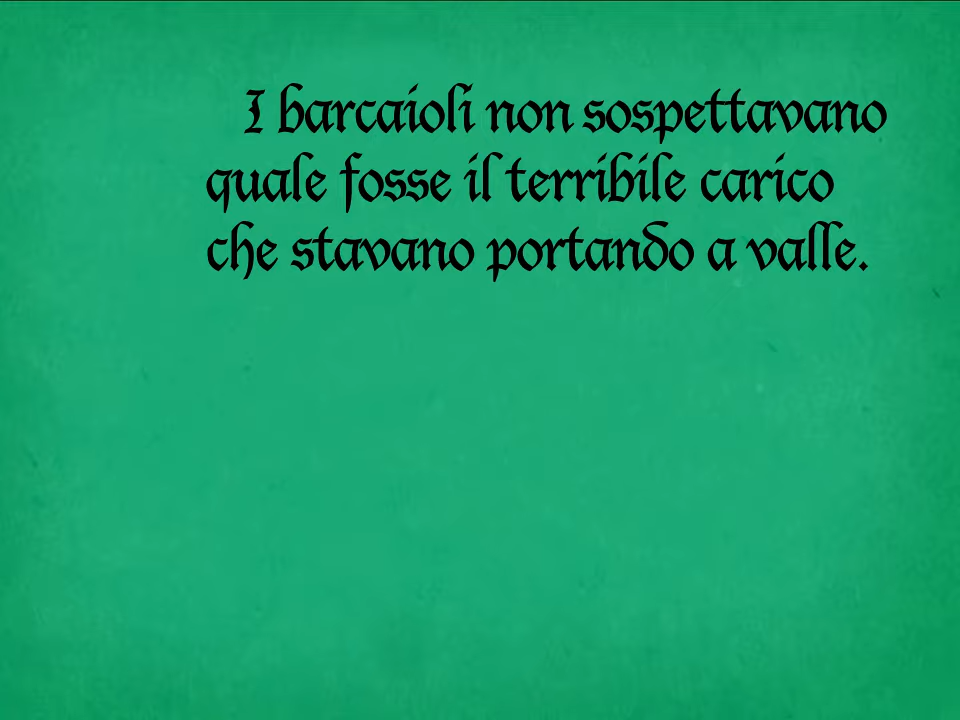 I barcaioli non sospettavano
quale fosse il terribile carico
che stavano portando a valle.